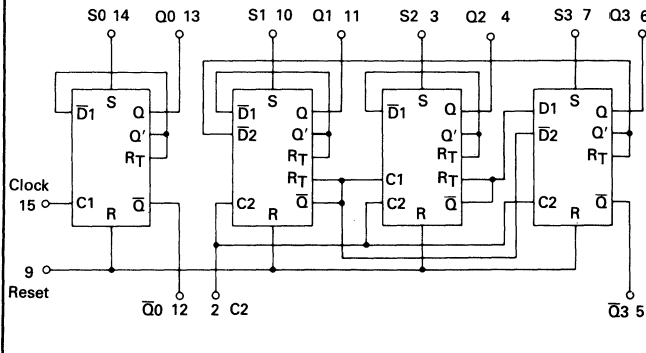 S0 14 Q0 13 S1 10 Q1 11 S2 3 Q2 4 S3 7 Q3 6
S S S S
D̅1 Q D̅1 Q D̅1 Q D1 Q
Q' D̅2 Q' Q' D̅2 Q'
RT RT RT RT
Clock RT RT
15 C1 Q̅ C2 Q̅ C1 Q̅ C2 Q̅
C2
R R R R
9
Reset
Q̅0 12 2 C2 Q̅3 5